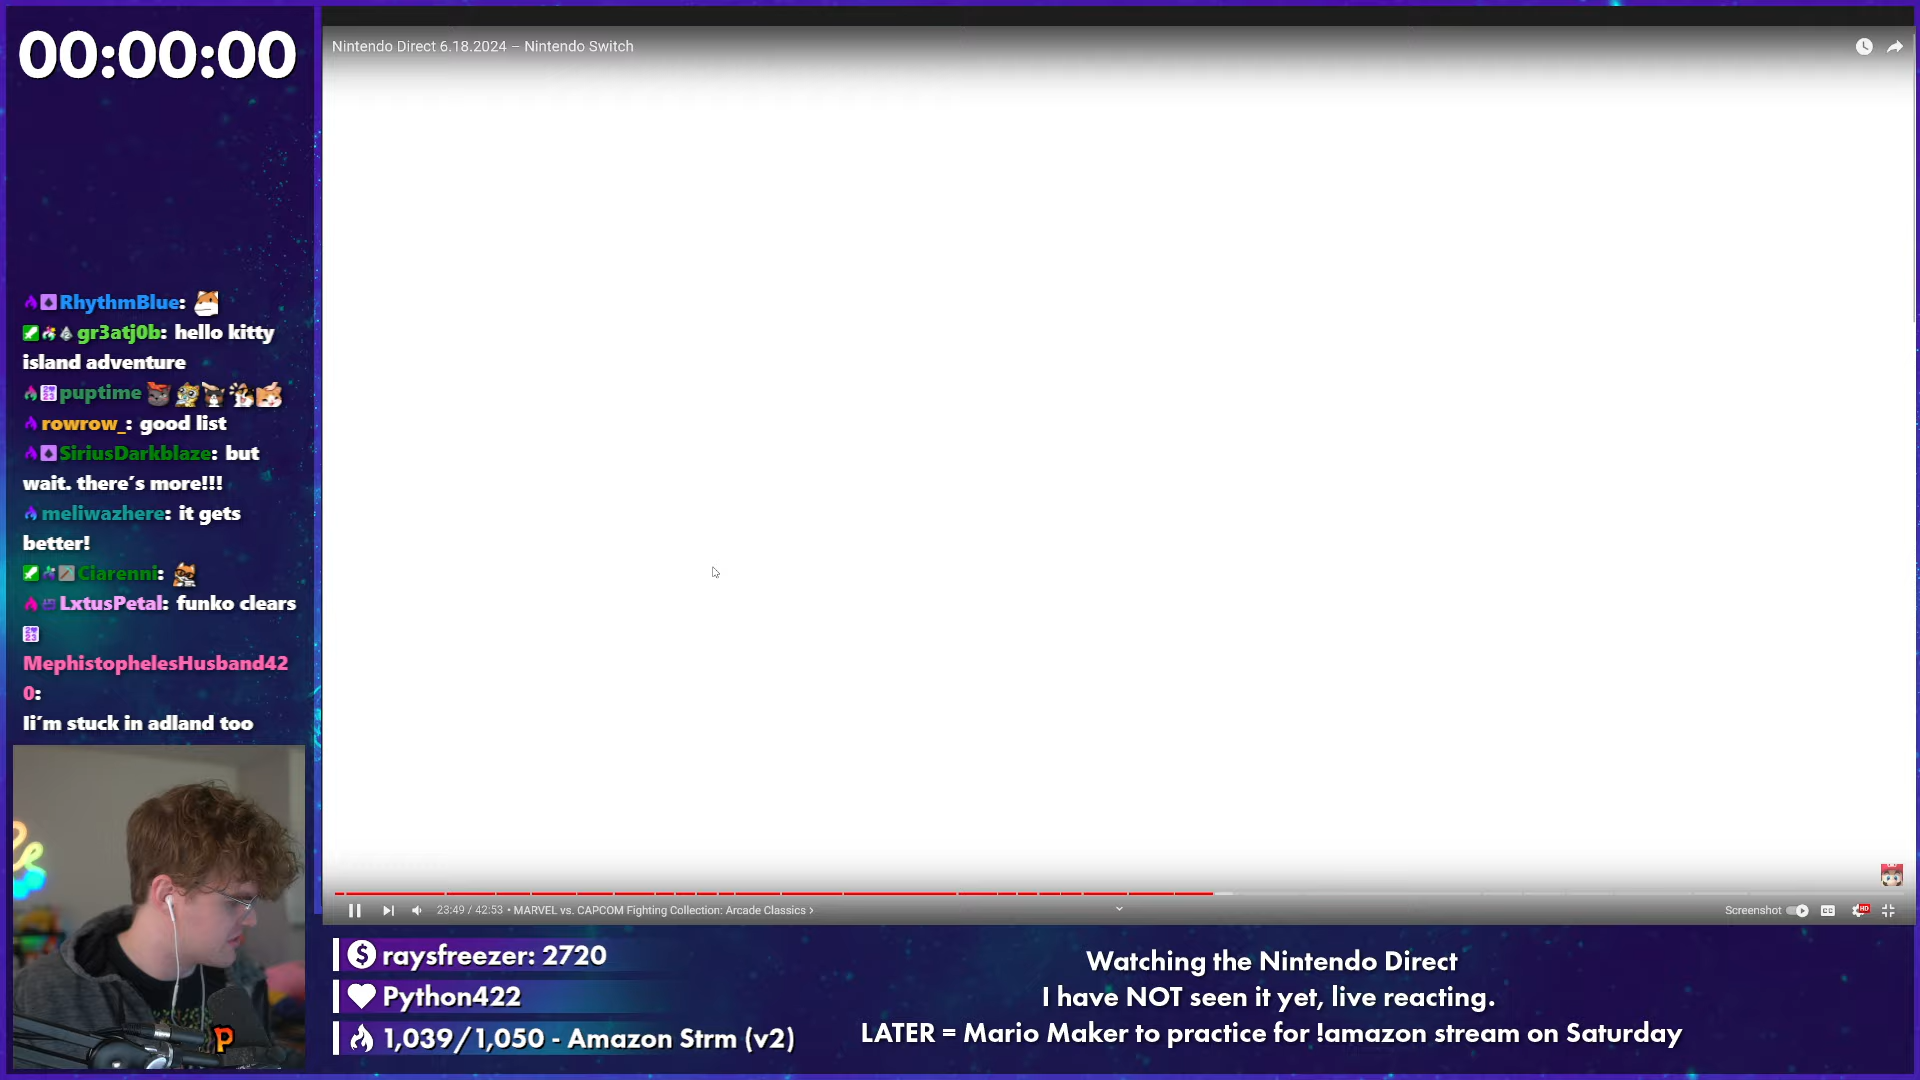 00:00:00
Nintendo Direct 6.18.2024 – Nintendo Switch
RhythmBlue:
gr3atj0b: hello kitty
island adventure
puptime
rowrow_: good list
SiriusDarkblaze: but
wait. there's more!!!
meliwazhere: it gets
better!
Ciarenni:
LxtusPetal: funko clears
MephistophelesHusband42
0:
Ii'm stuck in adland too
23:49 / 42:53 • MARVEL vs. CAPCOM Fighting Collection: Arcade Classics
Screenshot
CC
HD
raysfreezer: 2720
Python422
1,039/1,050 - Amazon Strm (v2)
Watching the Nintendo Direct
I have NOT seen it yet, live reacting.
LATER = Mario Maker to practice for !amazon stream on Saturday